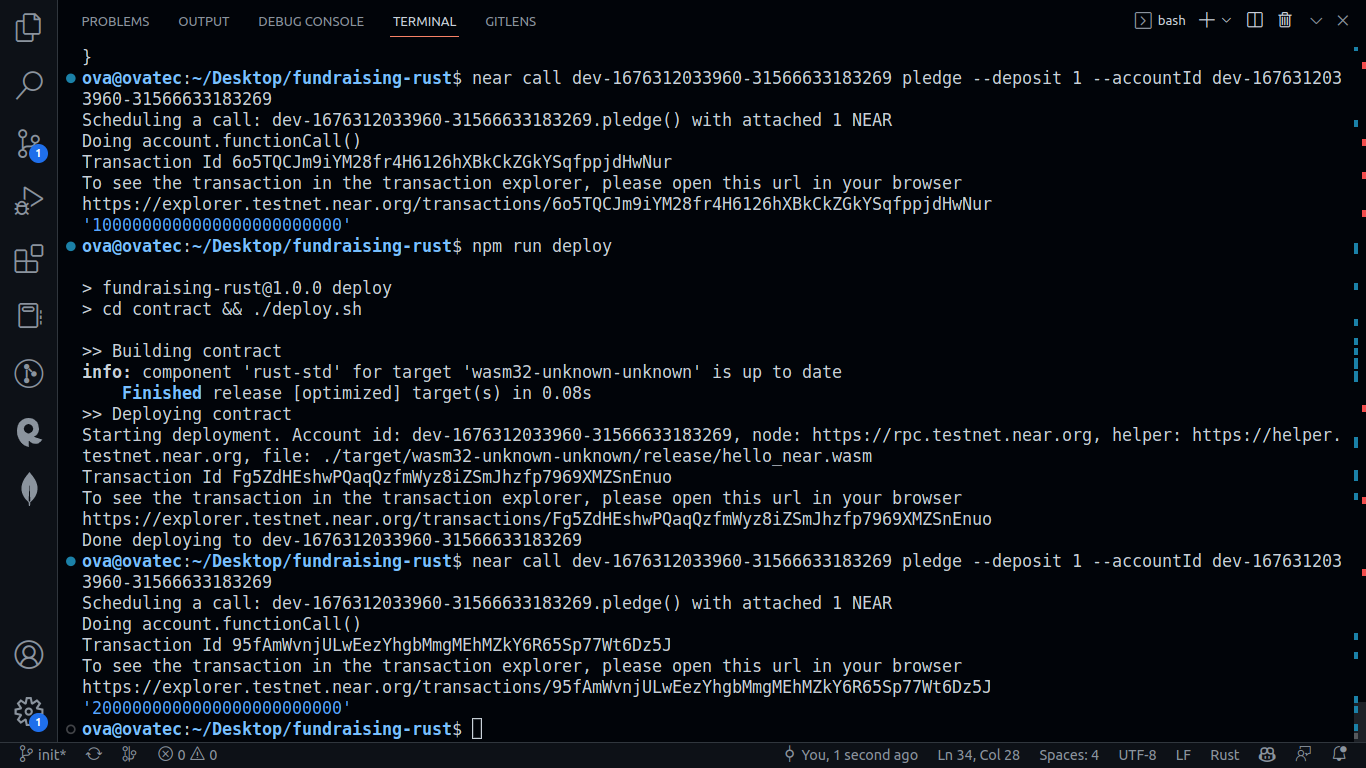 PROBLEMS OUTPUT DEBUG CONSOLE TERMINAL GITLENS bash
}
ova@ovatec:~/Desktop/fundraising-rust$ near call dev-1676312033960-31566633183269 pledge --deposit 1 --accountId dev-167631203
3960-31566633183269
Scheduling a call: dev-1676312033960-31566633183269.pledge() with attached 1 NEAR
Doing account.functionCall()
Transaction Id 6o5TQCJm9iYM28fr4H6126hXBkCkZGkYSqfppjdHwNur
To see the transaction in the transaction explorer, please open this url in your browser
https://explorer.testnet.near.org/transactions/6o5TQCJm9iYM28fr4H6126hXBkCkZGkYSqfppjdHwNur
'1000000000000000000000000'
ova@ovatec:~/Desktop/fundraising-rust$ npm run deploy
> fundraising-rust@1.0.0 deploy
> cd contract && ./deploy.sh
>> Building contract
info: component 'rust-std' for target 'wasm32-unknown-unknown' is up to date
Finished release [optimized] target(s) in 0.08s
>> Deploying contract
Starting deployment. Account id: dev-1676312033960-31566633183269, node: https://rpc.testnet.near.org, helper: https://helper.
testnet.near.org, file: ./target/wasm32-unknown-unknown/release/hello_near.wasm
Transaction Id Fg5ZdHEshwPQaqQzfmWyz8iZSmJhzfp7969XMZSnEnuo
To see the transaction in the transaction explorer, please open this url in your browser
https://explorer.testnet.near.org/transactions/Fg5ZdHEshwPQaqQzfmWyz8iZSmJhzfp7969XMZSnEnuo
Done deploying to dev-1676312033960-31566633183269
ova@ovatec:~/Desktop/fundraising-rust$ near call dev-1676312033960-31566633183269 pledge --deposit 1 --accountId dev-167631203
3960-31566633183269
Scheduling a call: dev-1676312033960-31566633183269.pledge() with attached 1 NEAR
Doing account.functionCall()
Transaction Id 95fAmWvnjULwEezYhgbMmgMEhMZkY6R65Sp77Wt6Dz5J
To see the transaction in the transaction explorer, please open this url in your browser
https://explorer.testnet.near.org/transactions/95fAmWvnjULwEezYhgbMmgMEhMZkY6R65Sp77Wt6Dz5J
'2000000000000000000000000'
ova@ovatec:~/Desktop/fundraising-rust$
1
1
init* 0 0 You, 1 second ago Ln 34, Col 28 Spaces: 4 UTF-8 LF Rust